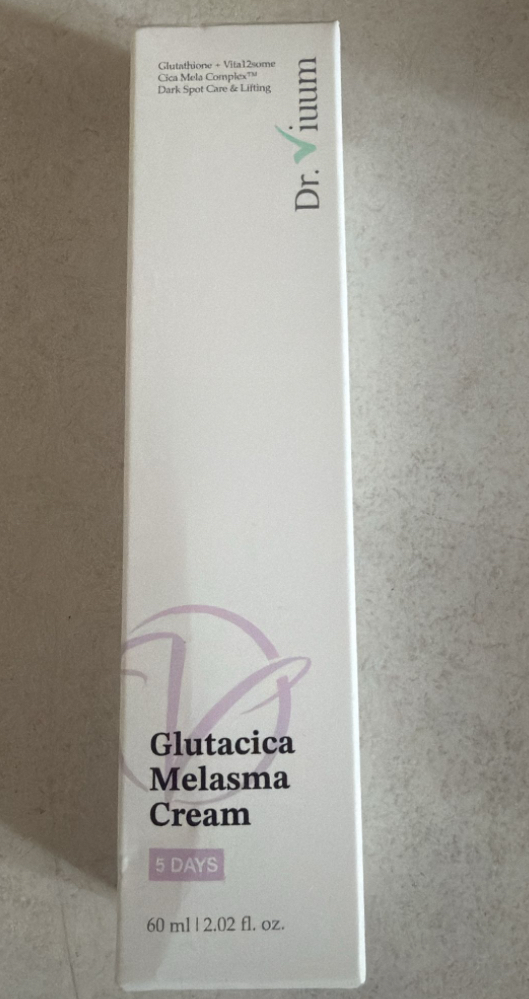 Glutathione + Vita12some
Cica Mela Complex™
Dark Spot Care & Lifting
Dr. Viuum
Glutacica
Melasma
Cream
5 DAYS
60 ml | 2.02 fl. oz.